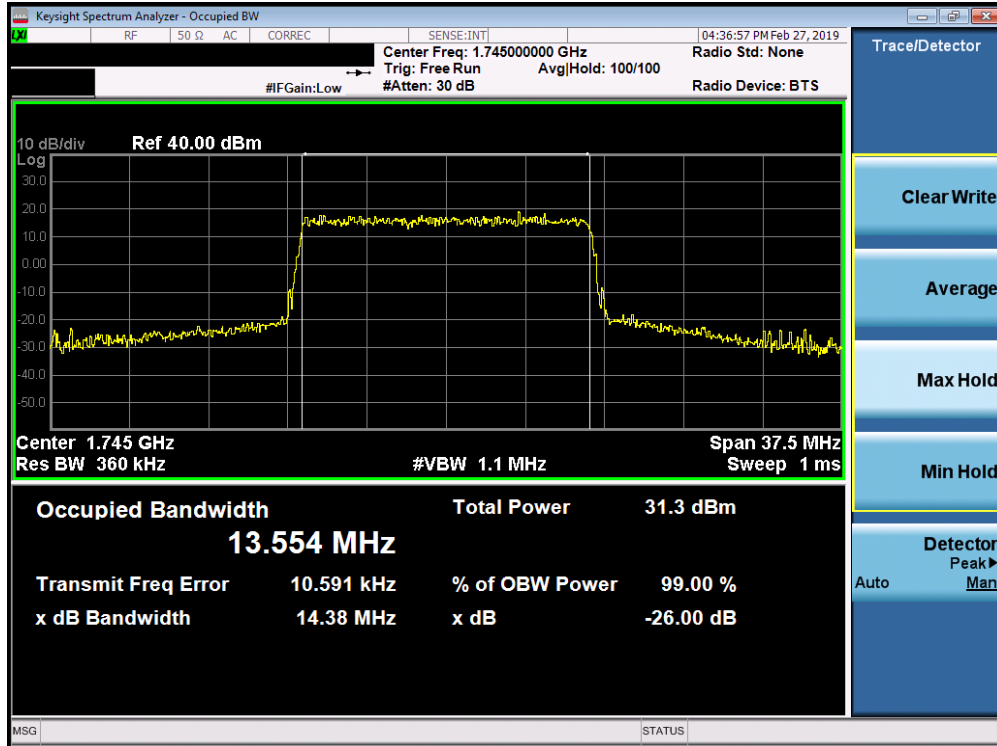 Keysight Spectrum Analyzer - Occupied BW
LXI
RF
50 Ω
AC
CORREC
SENSE:INT
04:36:57 PM Feb 27, 2019
Center Freq: 1.745000000 GHz
Radio Std: None
Trig: Free Run
Avg|Hold: 100/100
#IFGain:Low
#Atten: 30 dB
Radio Device: BTS
Trace/Detector
10 dB/div
Ref 40.00 dBm
Log
30.0
20.0
10.0
0.00
-10.0
-20.0
-30.0
-40.0
-50.0
Center 1.745 GHz
Span 37.5 MHz
Res BW 360 kHz
#VBW 1.1 MHz
Sweep 1 ms
Occupied Bandwidth
13.554 MHz
Total Power
31.3 dBm
Transmit Freq Error
10.591 kHz
% of OBW Power
99.00 %
x dB Bandwidth
14.38 MHz
x dB
-26.00 dB
Clear Write
Average
Max Hold
Min Hold
Detector
Peak▶
Auto
Man
MSG
STATUS